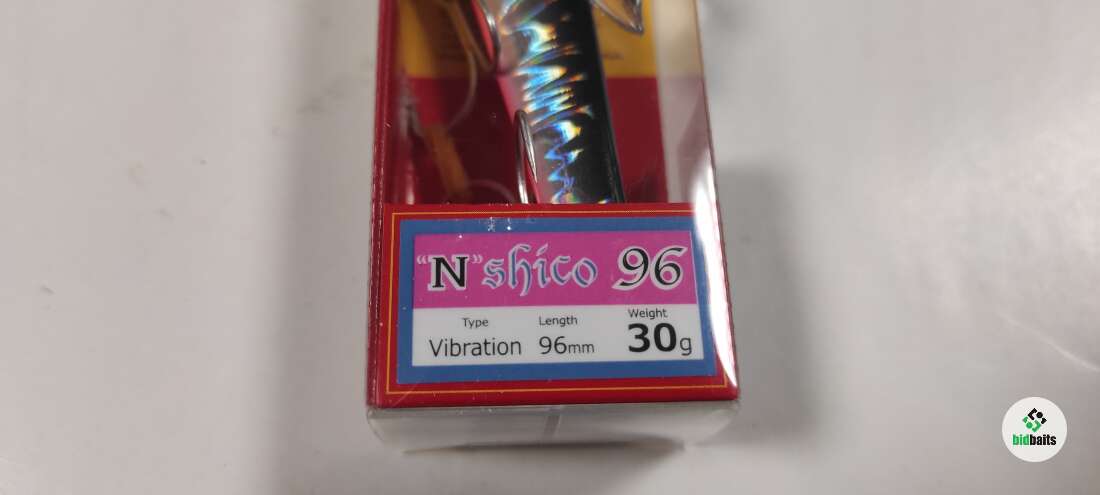 “N”shico 96
Type Length Weight
Vibration 96mm 30g
bidbaits